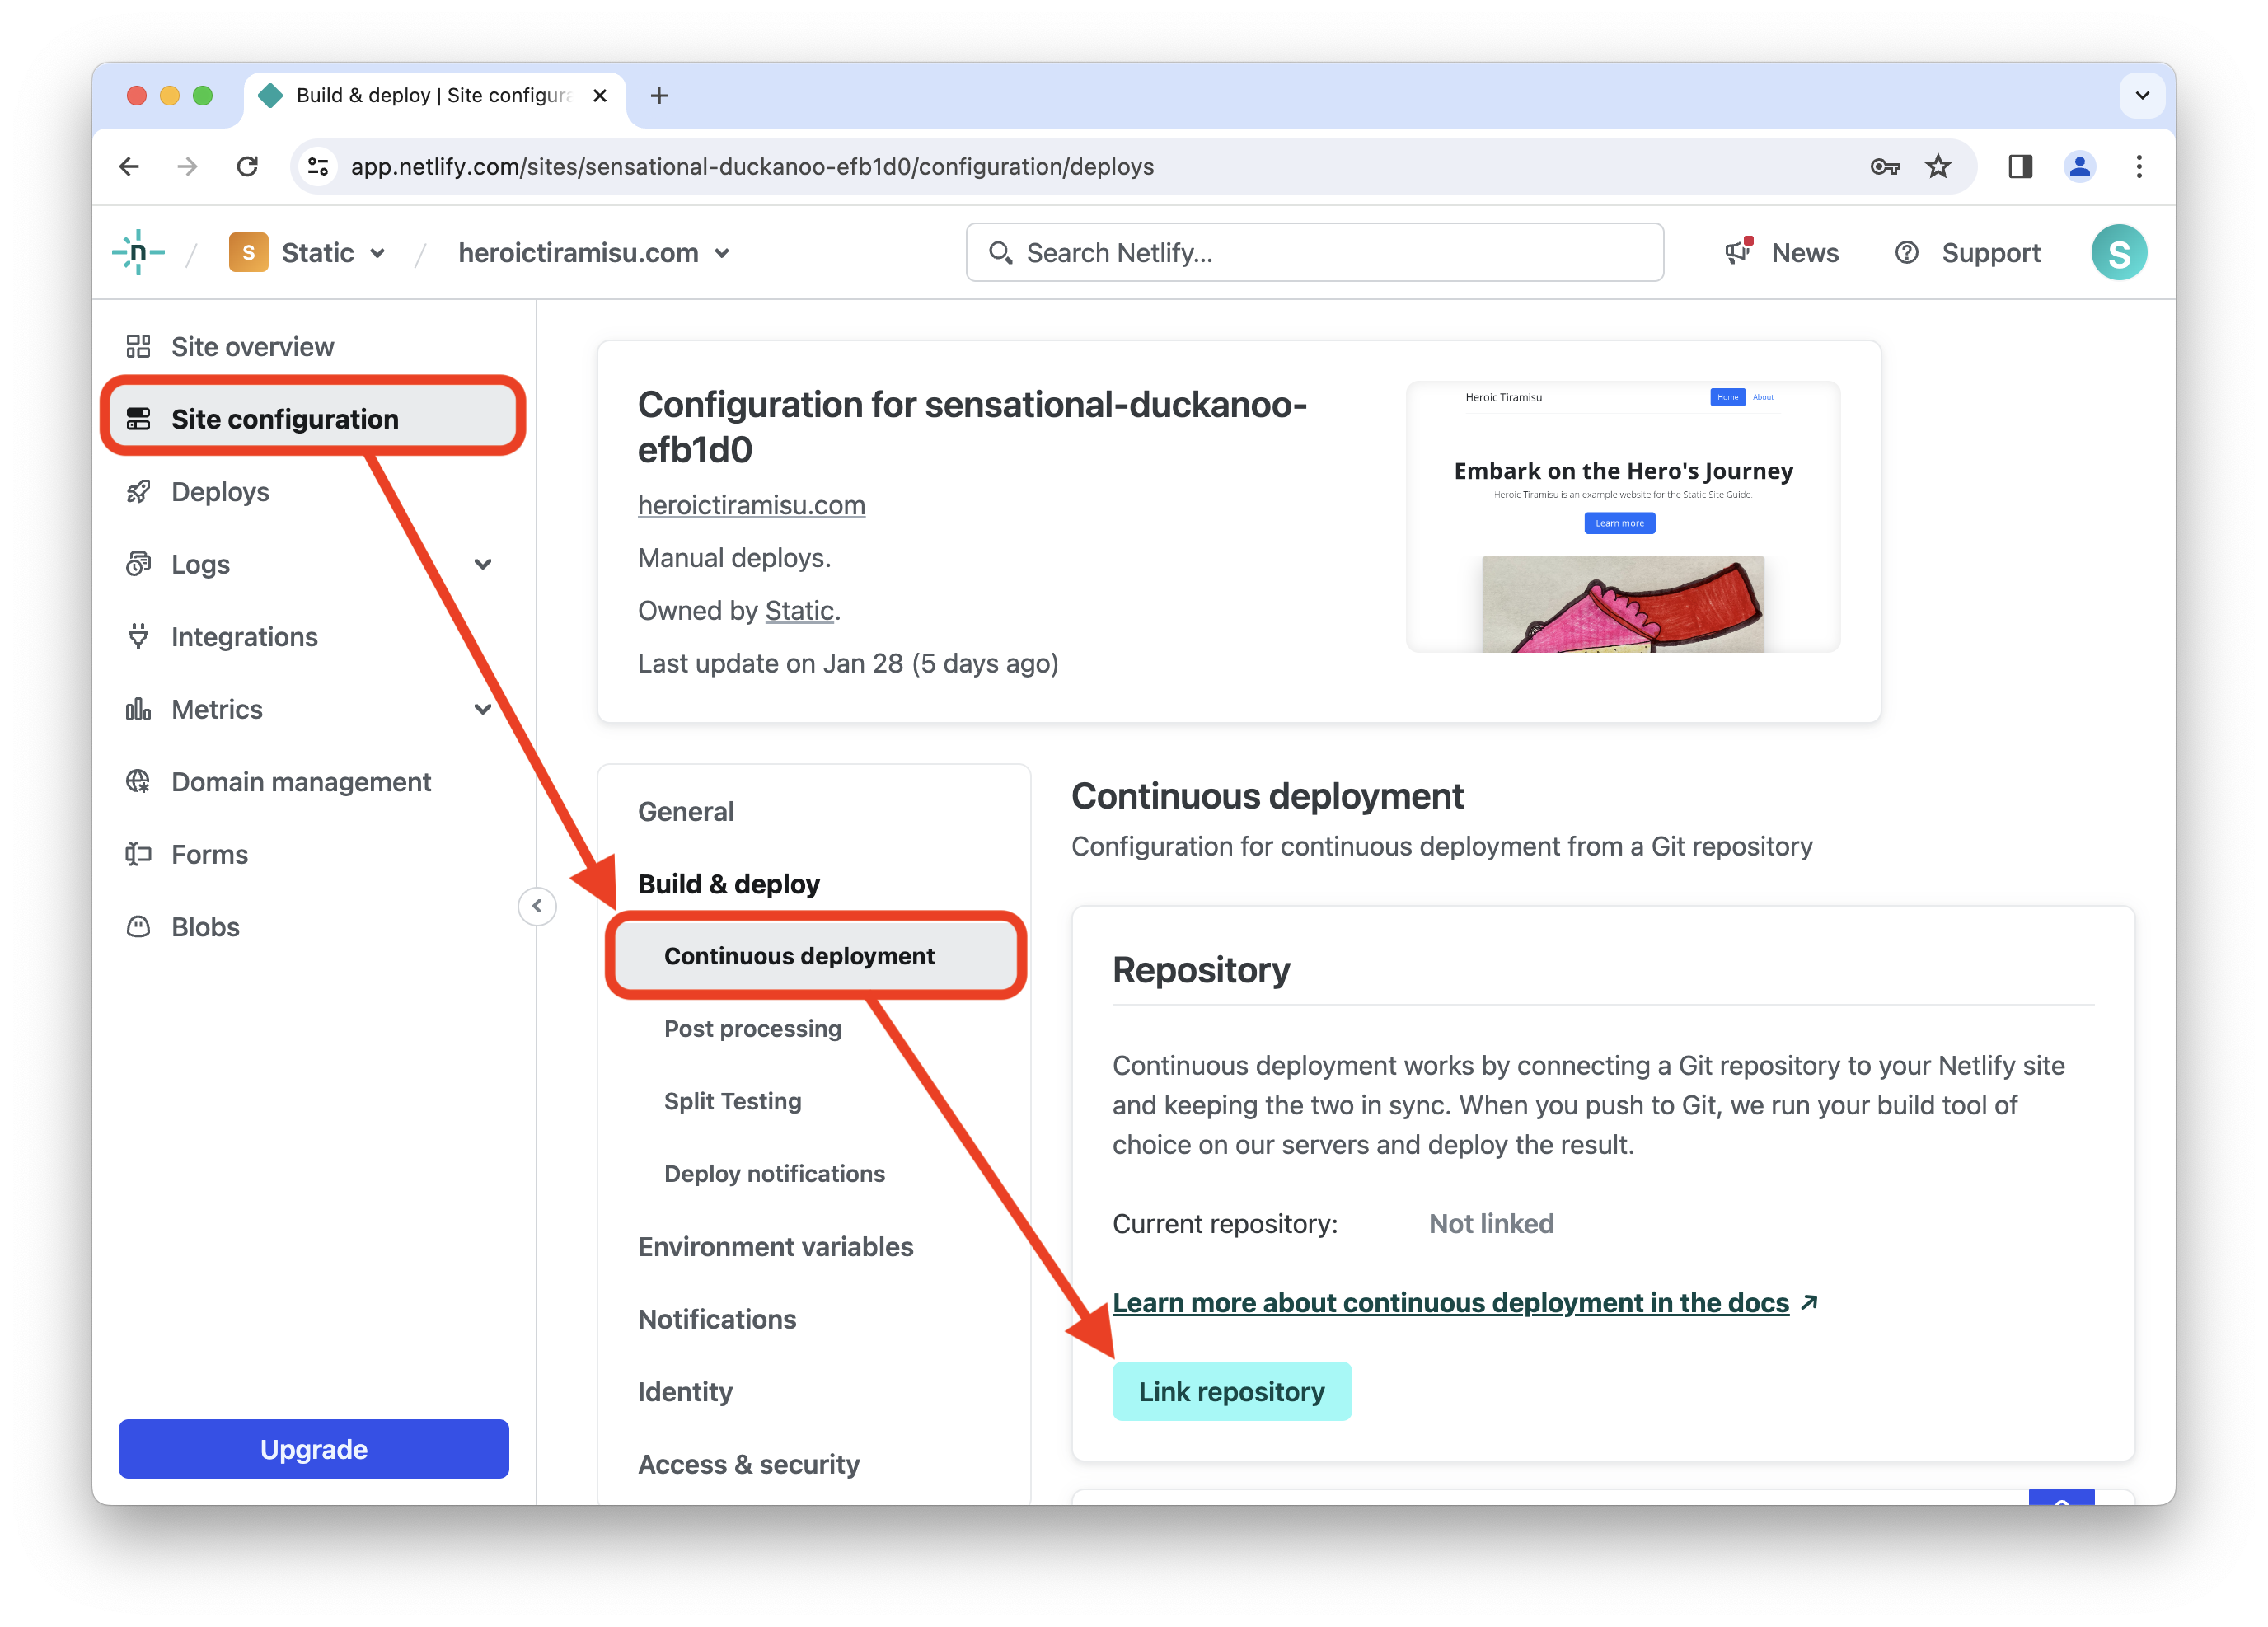 Build & deploy | Site configura
app.netlify.com/sites/sensational-duckanoo-efb1d0/configuration/deploys
n / S Static / heroictiramisu.com
Search Netlify...
News
Support
S
Site overview
Site configuration
Deploys
Logs
Integrations
Metrics
Domain management
Forms
Blobs
Upgrade
Configuration for sensational-duckanoo-
efb1d0
heroictiramisu.com
Manual deploys.
Owned by Static.
Last update on Jan 28 (5 days ago)
Heroic Tiramisu
Home About
Embark on the Hero's Journey
Heroic Tiramisu is an example website for the Static Site Guide.
Learn more
General
Build & deploy
Continuous deployment
Post processing
Split Testing
Deploy notifications
Environment variables
Notifications
Identity
Access & security
Continuous deployment
Configuration for continuous deployment from a Git repository
Repository
Continuous deployment works by connecting a Git repository to your Netlify site
and keeping the two in sync. When you push to Git, we run your build tool of
choice on our servers and deploy the result.
Current repository: Not linked
Learn more about continuous deployment in the docs
Link repository